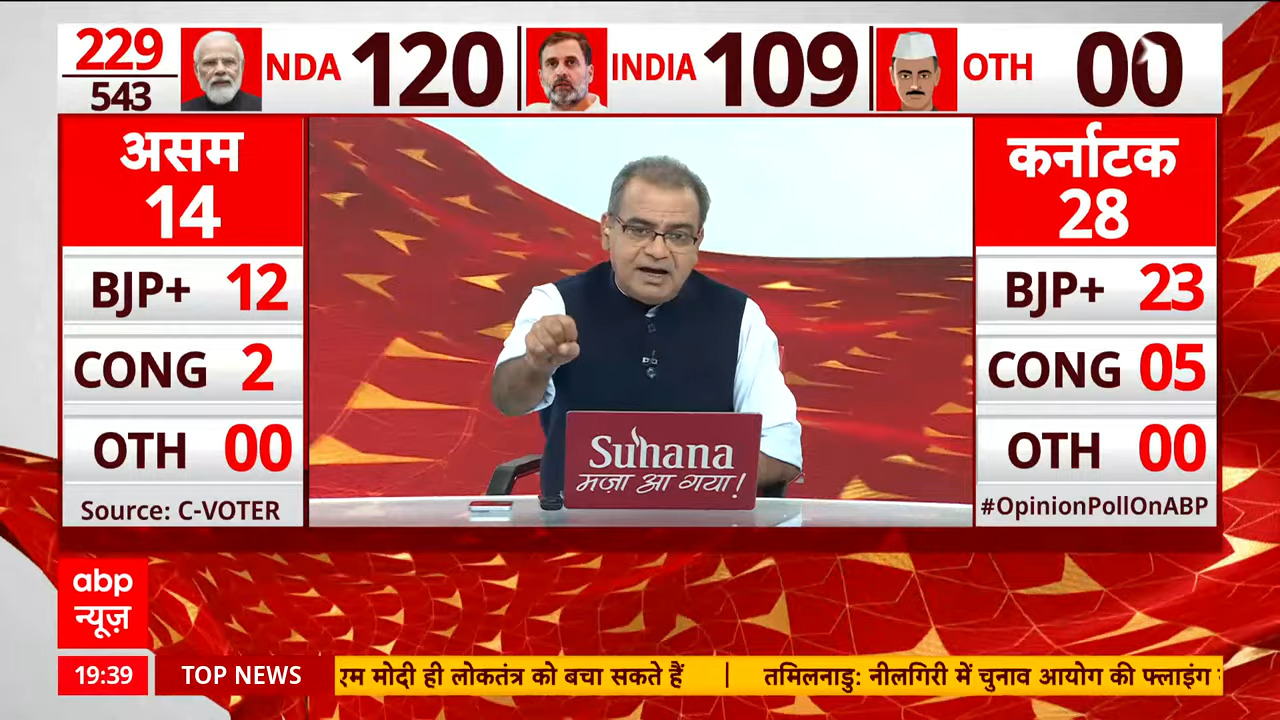 229
543
NDA 120
INDIA 109
OTH 00
असम
14
BJP+ 12
CONG 2
OTH 00
Source: C-VOTER
Suhana
मज़ा आ गया!
कर्नाटक
28
BJP+ 23
CONG 05
OTH 00
#OpinionPollOnABP
abp
न्यूज़
19:39
TOP NEWS
एम मोदी ही लोकतंत्र को बचा सकते हैं | तमिलनाडु: नीलगिरी में चुनाव आयोग की फ्लाइंग